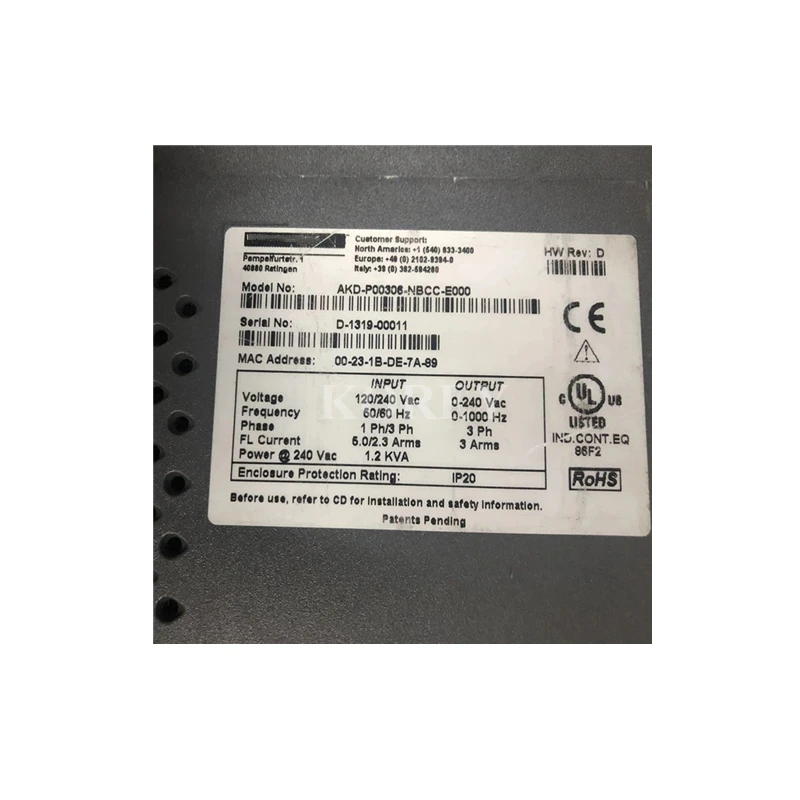 Customer Support:
North America: +1 (540) 633-3400
Europe: +49 (0) 2102-9394-0
Italy: +39 (0) 362-594260
Pempelfurtstr. 1
40880 Ratingen
HW Rev: D
Model No: AKD-P00306-NBCC-E000
Serial No: D-1319-00011
MAC Address: 00-23-1B-DE-7A-89
INPUT OUTPUT
Voltage 120/240 Vac 0-240 Vac
Frequency 50/60 Hz 0-1000 Hz
Phase 1 Ph/3 Ph 3 Ph
FL Current 5.0/2.3 Arms 3 Arms
Power @ 240 Vac 1.2 KVA
Enclosure Protection Rating: IP20
Before use, refer to CD for installation and safety information.
Patents Pending
CE
C UL US
LISTED
IND.CONT.EQ
86F2
RoHS